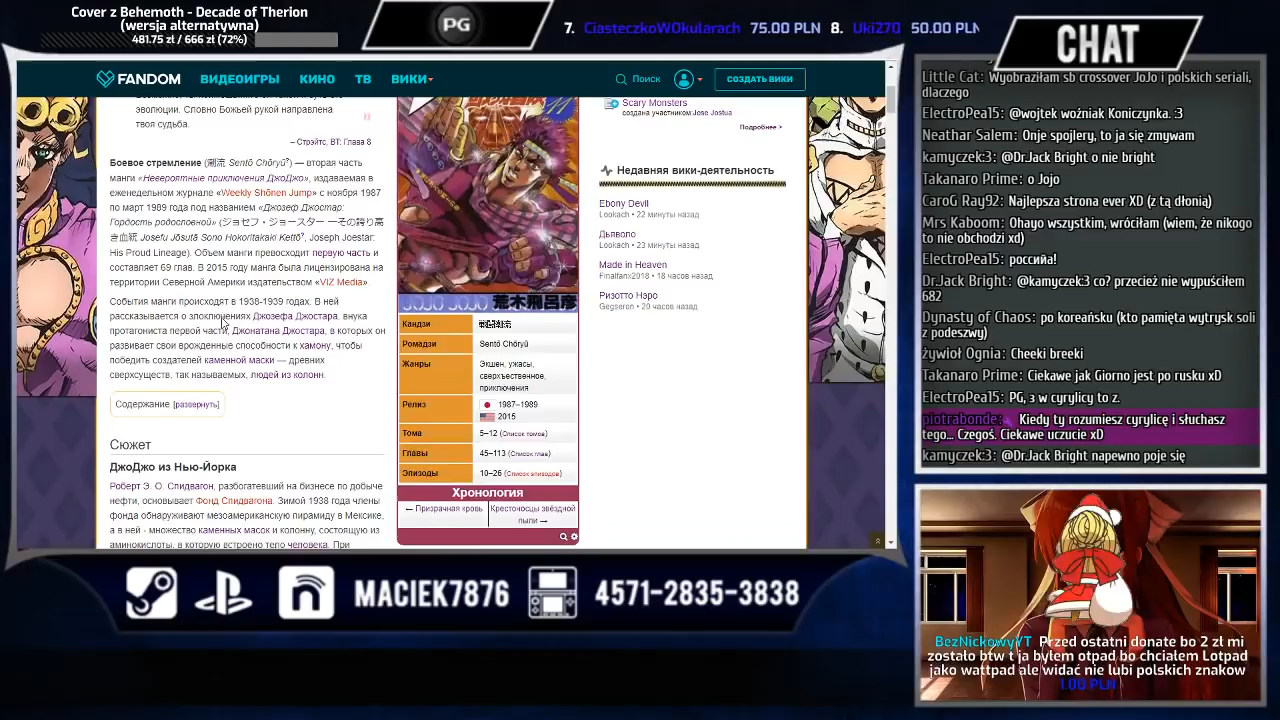 Cover z Behemoth - Decade of Therion
(wersja alternatywna)
481.75 zł / 666 zł (72%)
PG
7. CiasteczkoWOkularach 75.00 PLN 8. Uki270 50.00 PLN
CHAT
FANDOM ВИДЕОИГРЫ КИНО ТВ ВИКИ Поиск СОЗДАТЬ ВИКИ
эволюции. Словно Божьей рукой направлена
твоя судьба.
– Стрэйтс, BT: Глава 8
Боевое стремление (潮流 Sentō Chōryū?) — вторая часть
манги «Невероятные приключения ДжоДжо», издаваемая в
еженедельном журнале «Weekly Shōnen Jump» с ноября 1987
по март 1989 года под названием «Джозеф Джостар:
Гордость родословной» (ジョセフ・ジョースター 一その誇り高
き血統 Josefu Jōsutā Sono Hokoritakaki Kettō?, Joseph Joestar:
His Proud Lineage). Объем манги превосходит первую часть и
составляет 69 глав. В 2015 году манга была лицензирована на
территории Северной Америки издательством «VIZ Media»
События манги происходят в 1938-1939 годах. В ней
рассказывается о злоключениях Джозефа Джостара, внука
протагониста первой части, Джонатана Джостара, в которых он
развивает свои врожденные способности к хамону, чтобы
победить создателей каменной маски — древних
сверхсуществ, так называемых, людей из колонн.
Содержание [развернуть]
Сюжет
ДжоДжо из Нью-Йорка
Роберт Э. О. Спидвагон, разбогатевший на бизнесе по добыче
нефти, основывает Фонд Спидвагона. Зимой 1938 года члены
фонда обнаруживают мезоамериканскую пирамиду в Мексике,
а в ней - множество каменных масок и колонну, состоящую из
аминокислоты, в которую встроено тело человека. При
荒木飛呂彦
Кандзи
Ромадзи Sentō Chōryū
Жанры Экшен, ужасы,
сверхъестественное,
приключения
Релиз 1987–1989
2015
Тома 5–12 (Список томов)
Главы 45–113 (Список глав)
Эпизоды 10–26 (Список эпизодов)
Хронология
← Призрачная кровь Крестоносцы звёздной
пыли →
Scary Monsters
создана участником Jose Jostua
Подробнее >
Недавняя вики-деятельность
Ebony Devil
Lookach • 22 минуты назад
Дьяволо
Lookach • 23 минуты назад
Made in Heaven
Finalfanx2018 • 18 часов назад
Ризотто Нэро
Gegseron • 20 часов назад
Little Cat: Wyobraziłam sb crossover JoJo i polskich seriali,
dlaczego
ElectroPea15: @wojtek woźniak Koniczynka. :3
Neathar Salem: Onje spojlery, to ja się zmywam
kamyczek:3: @Dr.Jack Bright o nie bright
Takanaro Prime: o Jojo
CaroG Ray92: Najlepsza strona ever XD (z tą dłonią)
Mrs Kaboom: Ohayo wszystkim, wróciłam (wiem, że nikogo
to nie obchodzi xd)
ElectroPea15: россия!
Dr.Jack Bright: @kamyczek:3 co? przecież nie wypuściłem
682
Dynasty of Chaos: po koreańsku (kto pamięta wytrysk soli
z podeszwy)
żywioł Ognia: Cheeki breeki
Takanaro Prime: Ciekawe jak Giorno jest po rusku xD
ElectroPea15: PG, з w cyrylicy to z.
piotrabonde: Kiedy ty rozumiesz cyrylicę i słuchasz
tego... Czegoś. Ciekawe uczucie xD
kamyczek:3: @Dr.Jack Bright napewno poje się
MACIEK7876 4571-2835-3838
BezNickowyYT Przed ostatni donate bo 2 zł mi
zostało btw t ja byłem otpad bo chciałem Lotpad
jako wattpad ale widać nie lubi polskich znakow
1.00 PLN